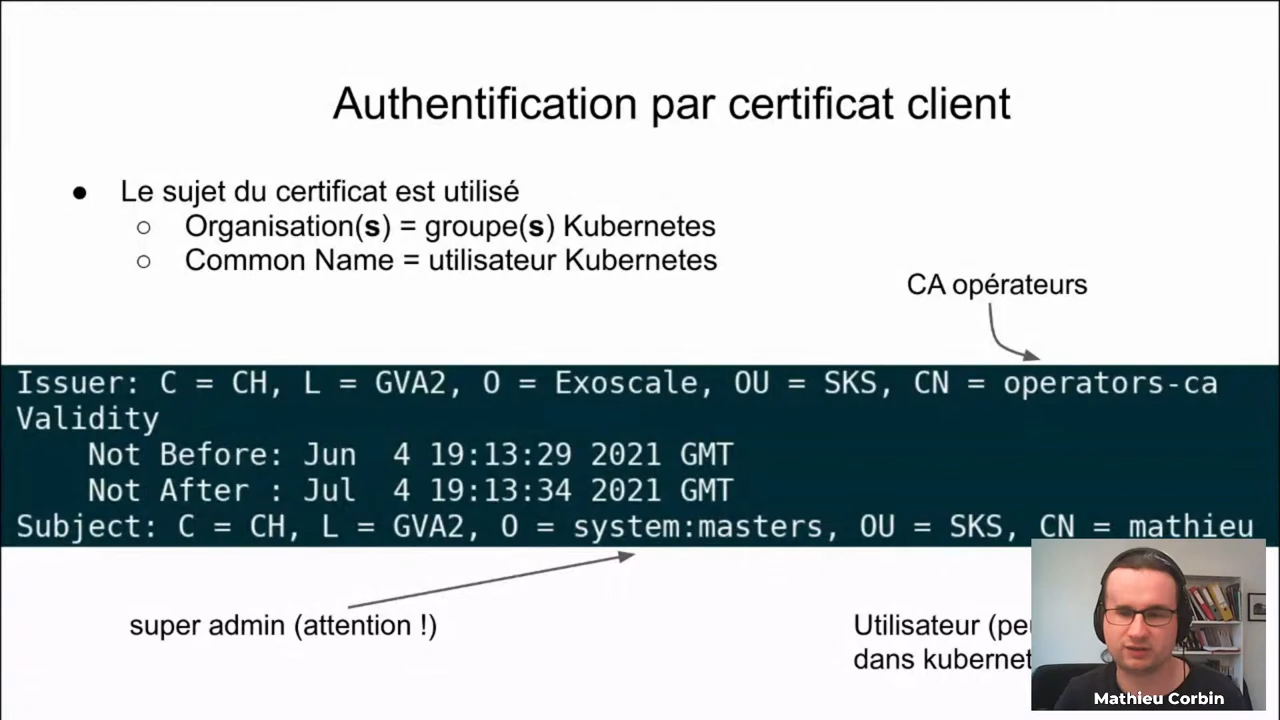 Authentification par certificat client
● Le sujet du certificat est utilisé
○ Organisation(s) = groupe(s) Kubernetes
○ Common Name = utilisateur Kubernetes
CA opérateurs
Issuer: C = CH, L = GVA2, O = Exoscale, OU = SKS, CN = operators-ca
Validity
Not Before: Jun  4 19:13:29 2021 GMT
Not After : Jul  4 19:13:34 2021 GMT
Subject: C = CH, L = GVA2, O = system:masters, OU = SKS, CN = mathieu
super admin (attention !)
Utilisateur
dans
Mathieu Corbin